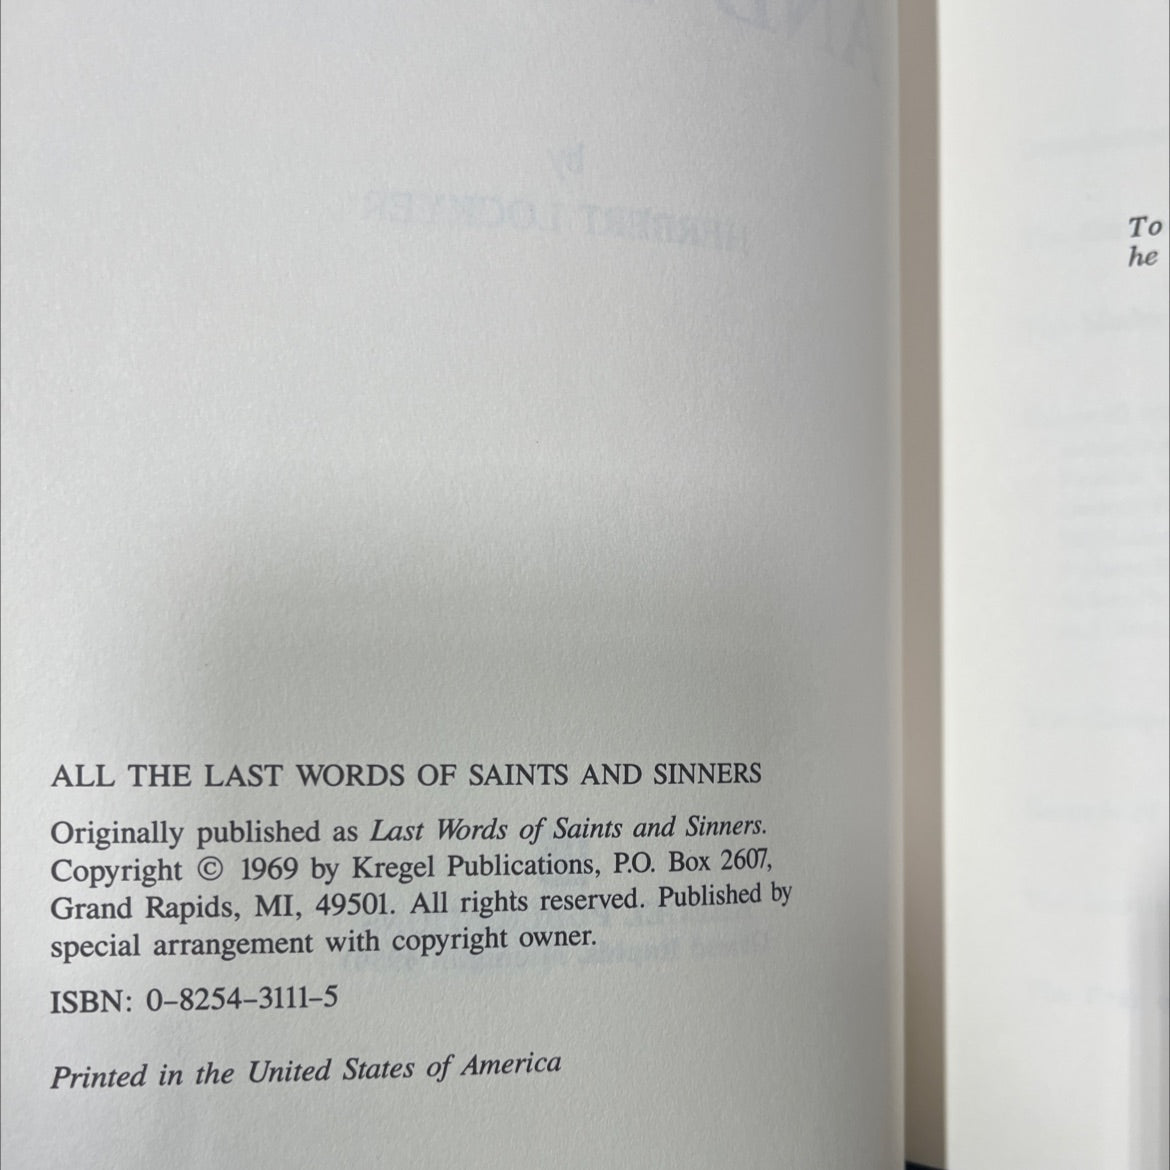 ALL THE LAST WORDS OF SAINTS AND SINNERS
Originally published as Last Words of Saints and Sinners.
Copyright © 1969 by Kregel Publications, P.O. Box 2607,
Grand Rapids, MI, 49501. All rights reserved. Published by
special arrangement with copyright owner.
ISBN: 0-8254-3111-5
Printed in the United States of America
To
he